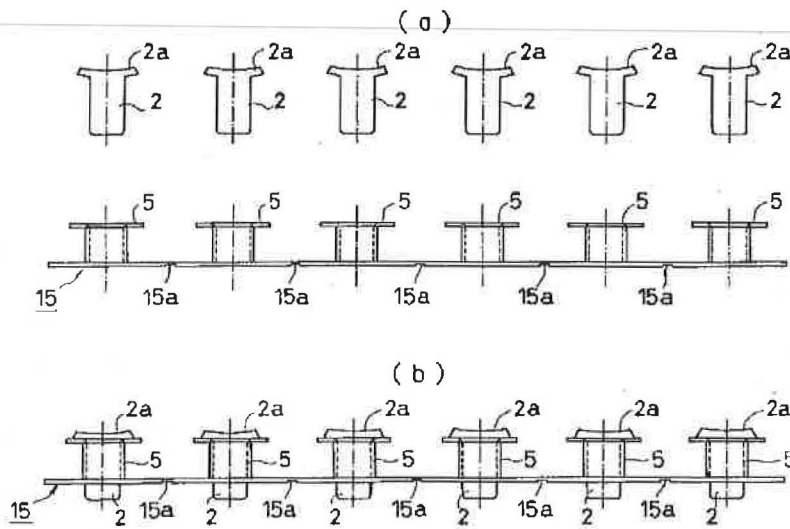 (a)
2a 2a 2a 2a 2a 2a
2 2 2 2 2 2
5 5 5 5 5 5
15 15a 15a 15a 15a 15a
(b)
2a 2a 2a 2a 2a 2a
5 5 5 5 5 5
15 2 15a 2 15a 2 15a 2 15a 2 15a 2